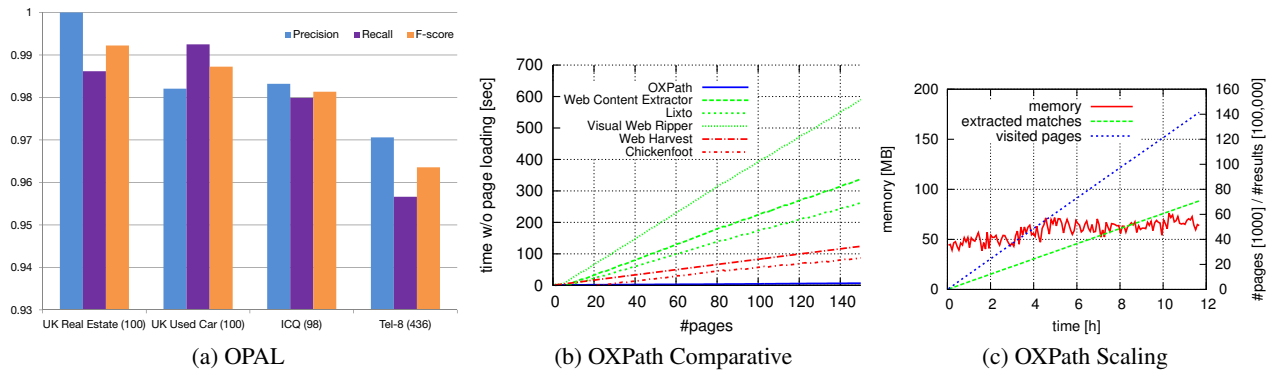 1
0.99
0.98
0.97
0.96
0.95
0.94
0.93
Precision Recall F-score
UK Real Estate (100) UK Used Car (100) ICQ (98) Tel-8 (436)
(a) OPAL
time w/o page loading [sec]
700
600
500
400
300
200
100
0
OXPath
Web Content Extractor
Lixto
Visual Web Ripper
Web Harvest
Chickenfoot
0 20 40 60 80 100 120 140
#pages
(b) OXPath Comparative
memory [MB]
200
150
100
50
0
memory
extracted matches
visited pages
160
140
120
100
80
60
40
20
0
#pages [1000] / #results [100,000]
0 2 4 6 8 10 12
time [h]
(c) OXPath Scaling